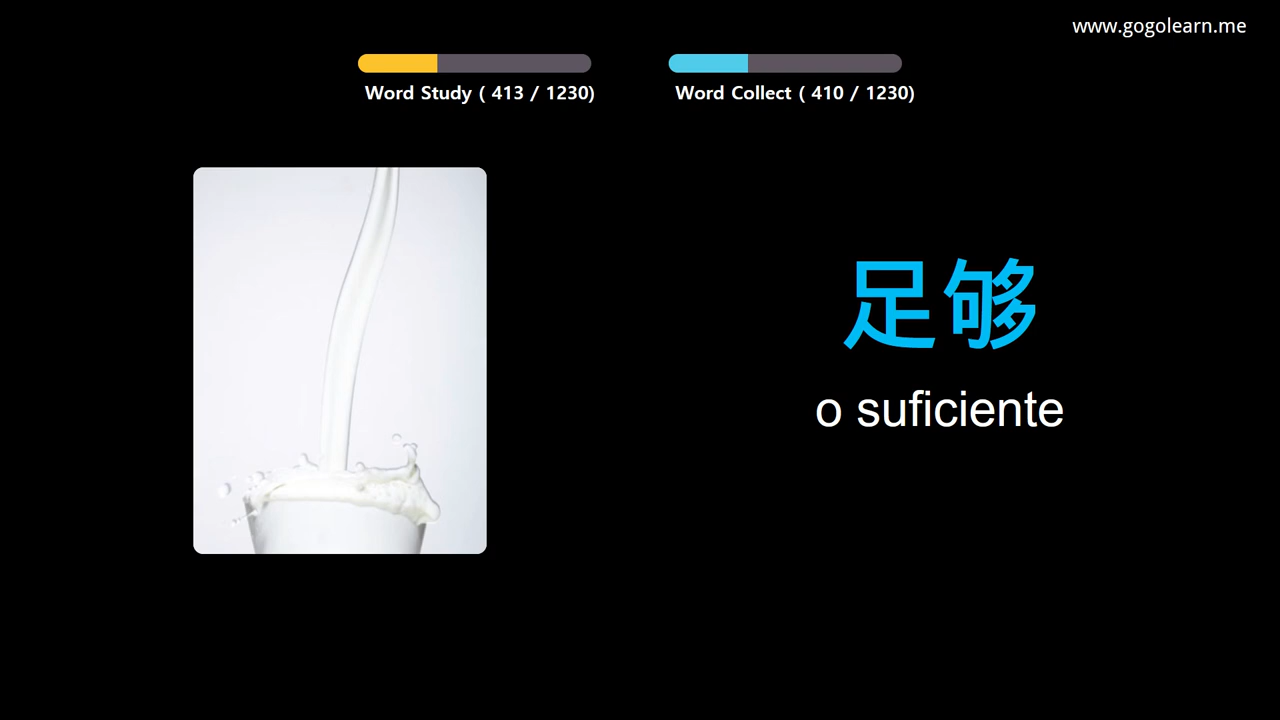 www.gogolearn.me
Word Study ( 413 / 1230)
Word Collect ( 410 / 1230)
足够
o suficiente